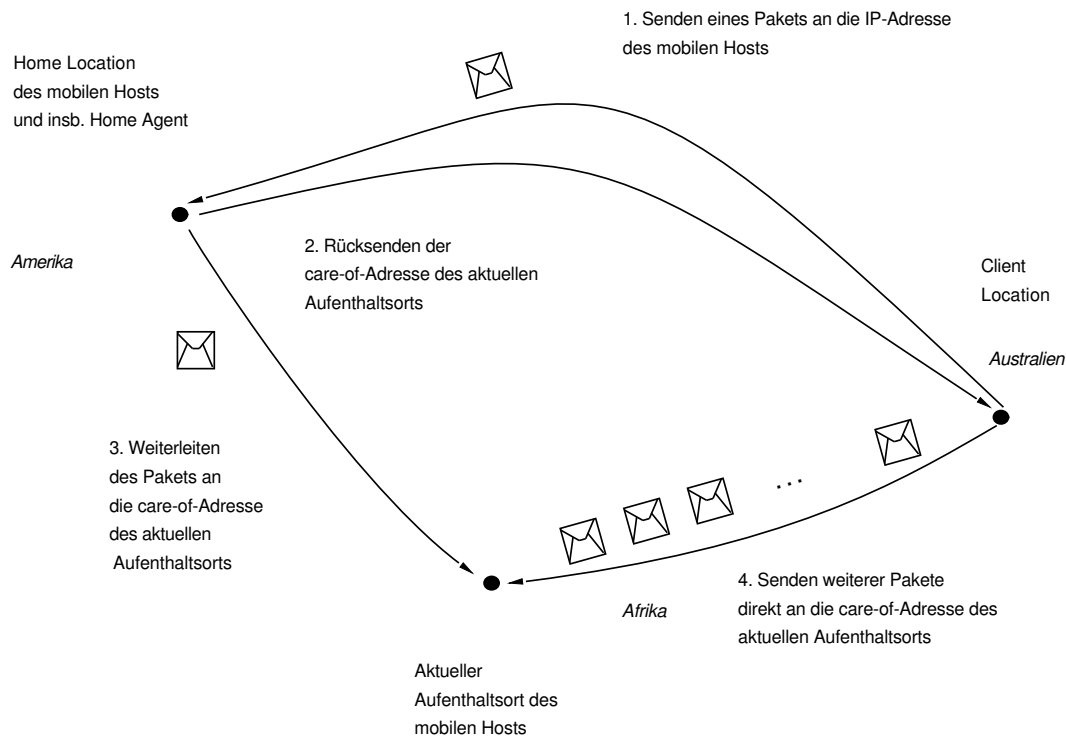 1. Senden eines Pakets an die IP-Adresse
des mobilen Hosts
Home Location
des mobilen Hosts
und insb. Home Agent
Amerika
2. Rücksenden der
care-of-Adresse des aktuellen
Aufenthaltsorts
Client
Location
Australien
3. Weiterleiten
des Pakets an
die care-of-Adresse
des aktuellen
Aufenthaltsorts
...
4. Senden weiterer Pakete
direkt an die care-of-Adresse des
aktuellen Aufenthaltsorts
Afrika
Aktueller
Aufenthaltsort des
mobilen Hosts